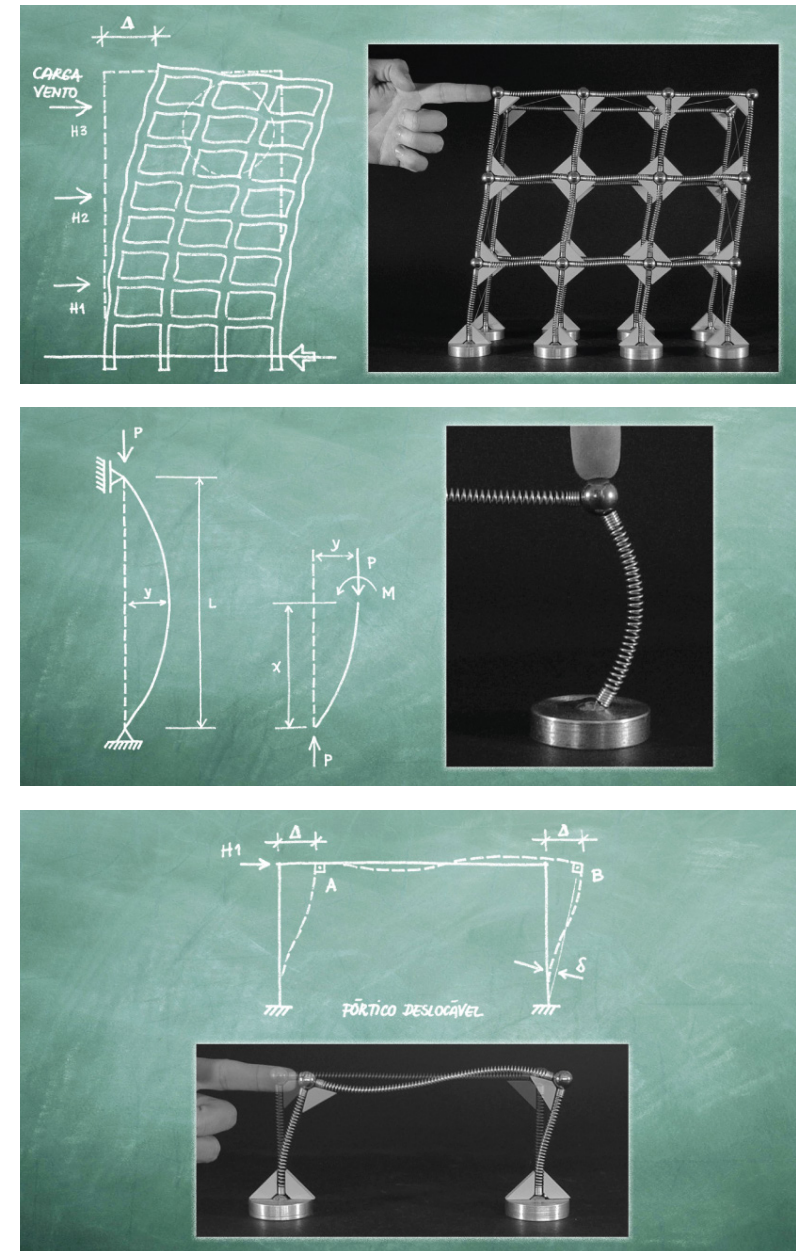 Δ
CARGA
VENTO
H3
H2
H1
P
y
L
y
P
M
x
P
Δ
Δ
H1
A
B
δ
PÓRTICO DESLOCÁVEL